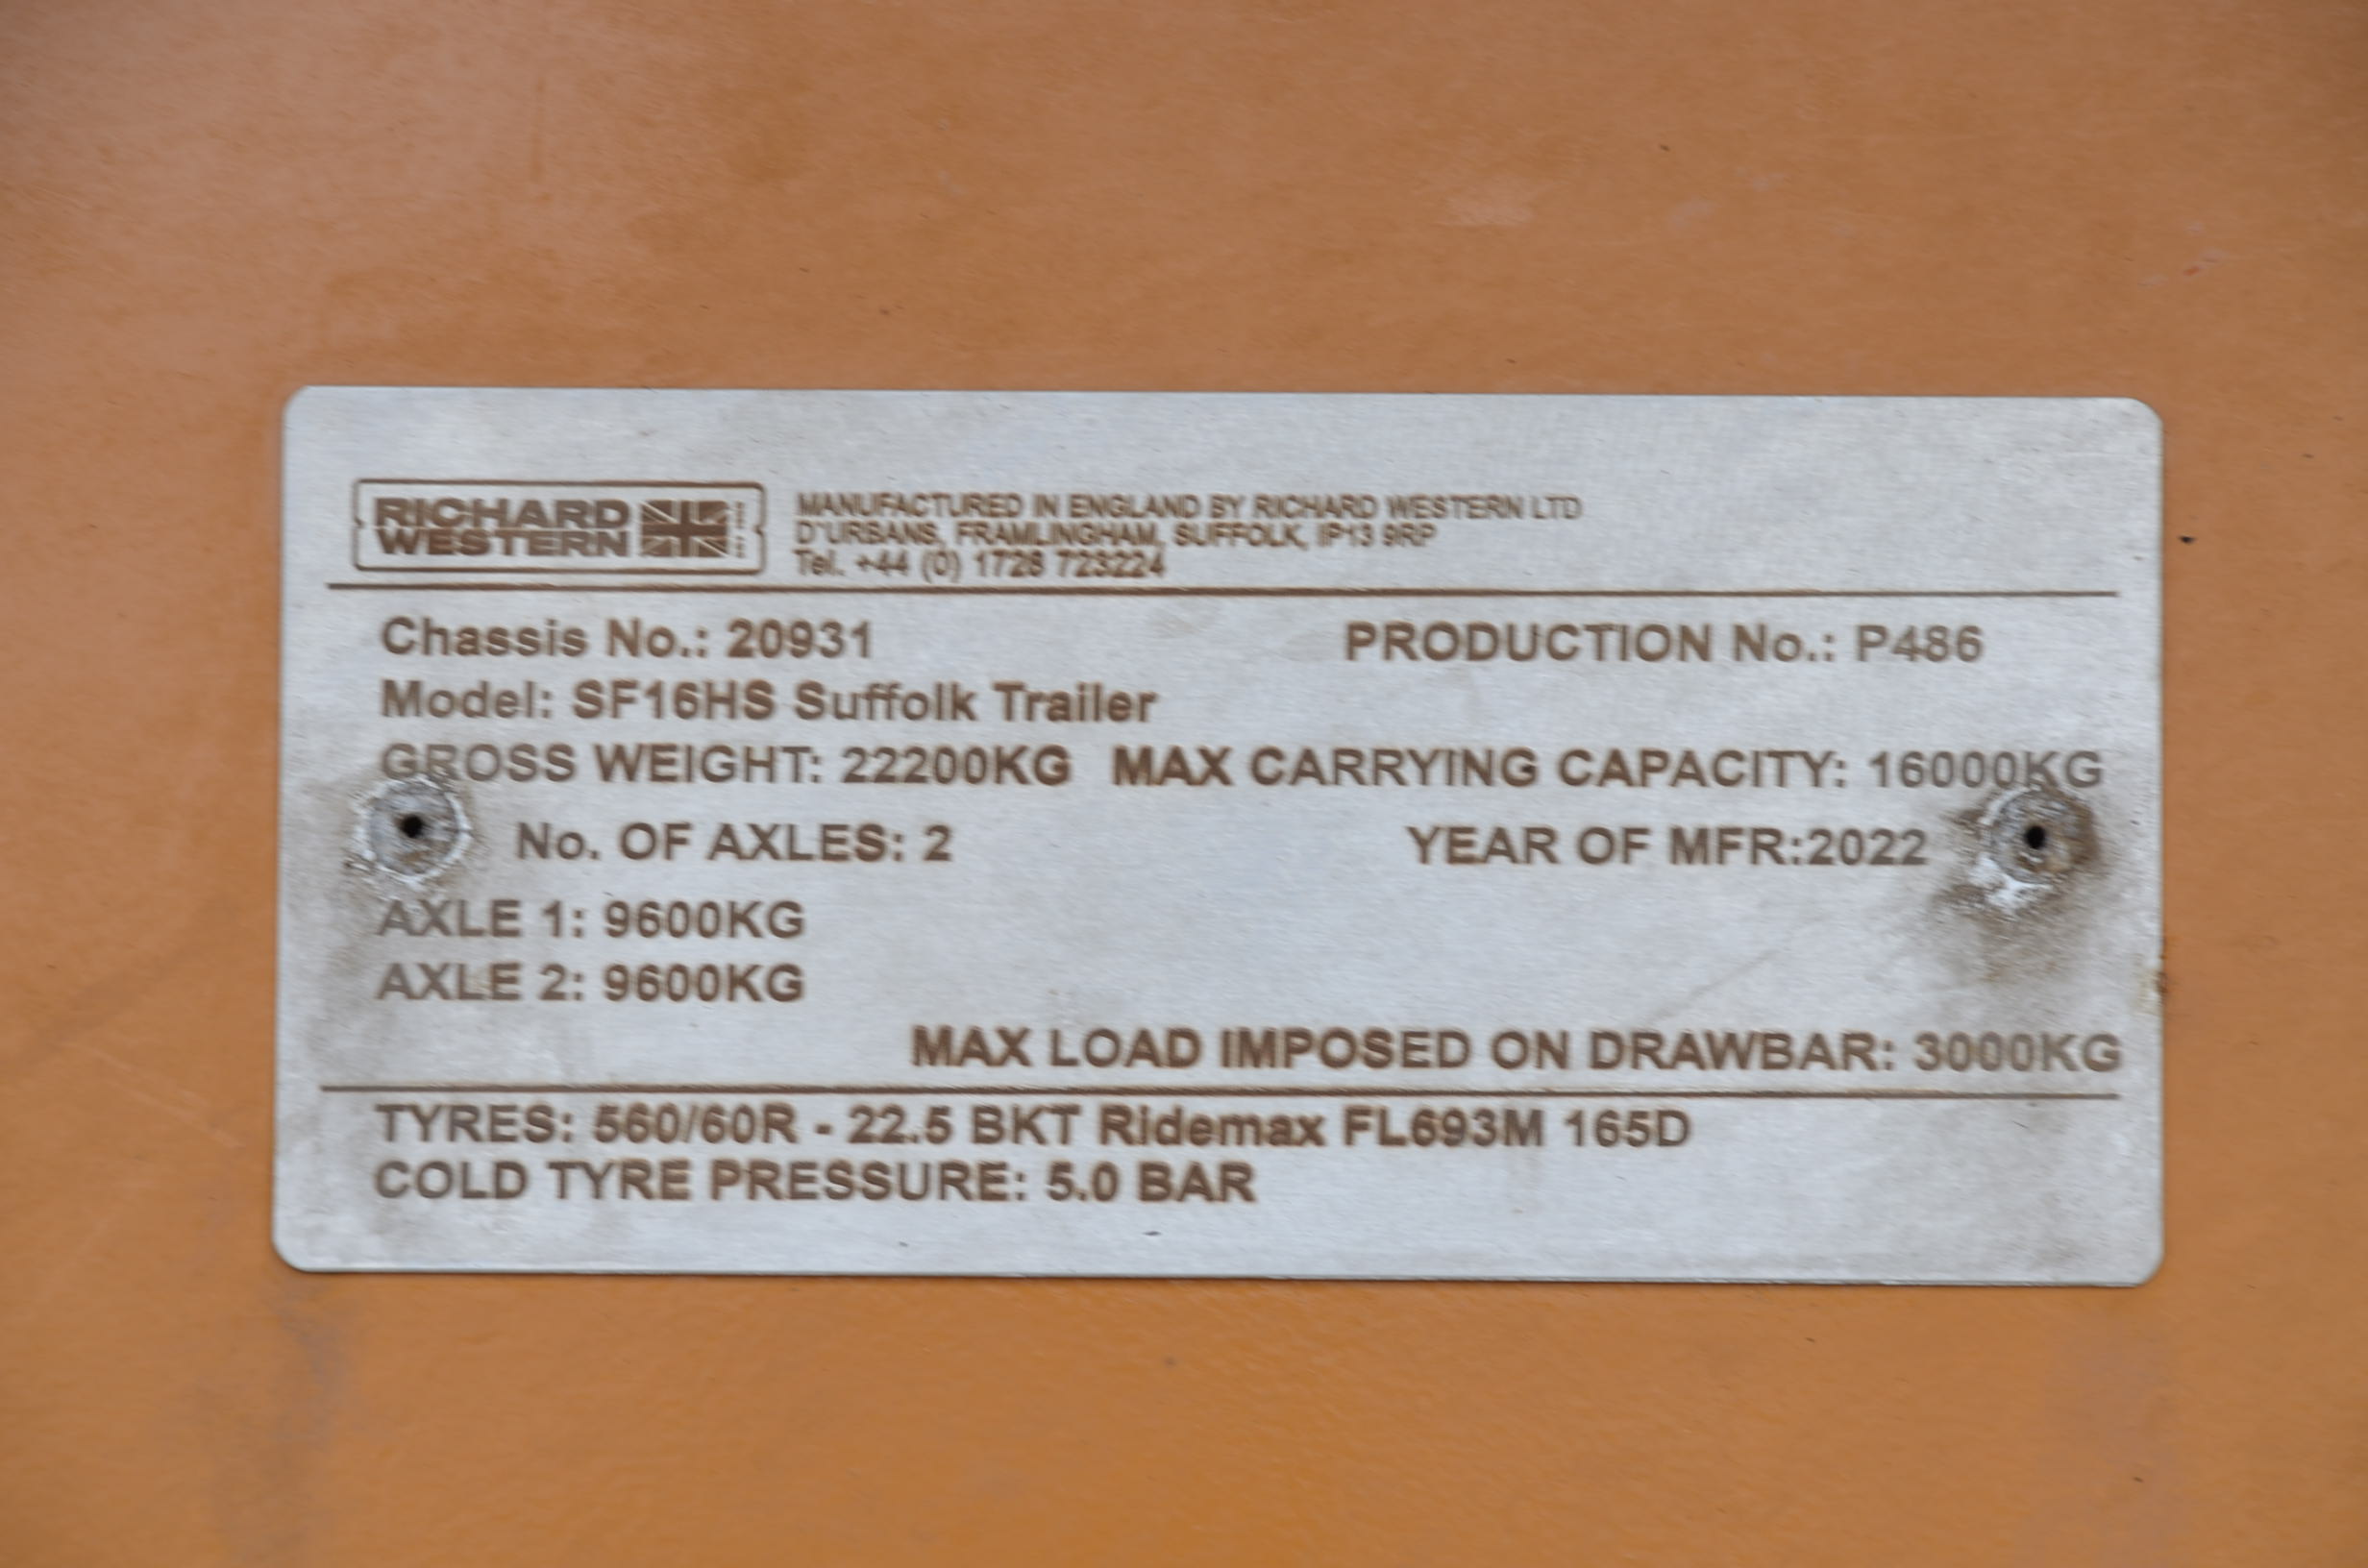 RICHARD
WESTERN
MANUFACTURED IN ENGLAND BY RICHARD WESTERN LTD
D'URBANS, FRAMLINGHAM, SUFFOLK, IP13 9RP
Tel. +44 (0) 1728 723224
Chassis No.: 20931 PRODUCTION No.: P486
Model: SF16HS Suffolk Trailer
GROSS WEIGHT: 22200KG MAX CARRYING CAPACITY: 16000KG
No. OF AXLES: 2 YEAR OF MFR:2022
AXLE 1: 9600KG
AXLE 2: 9600KG
MAX LOAD IMPOSED ON DRAWBAR: 3000KG
TYRES: 560/60R - 22.5 BKT Ridemax FL693M 165D
COLD TYRE PRESSURE: 5.0 BAR